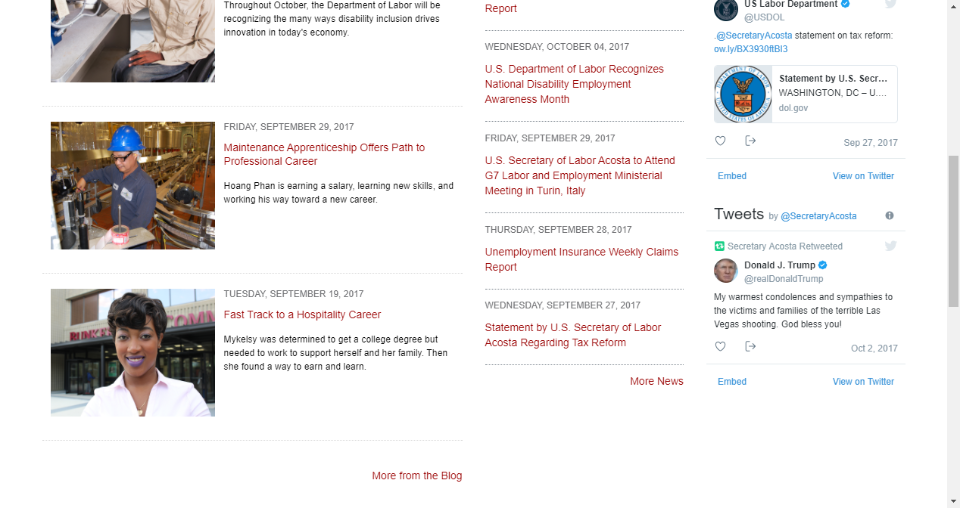 Throughout October, the Department of Labor will be
recognizing the many ways disability inclusion drives
innovation in today's economy.
FRIDAY, SEPTEMBER 29, 2017
Maintenance Apprenticeship Offers Path to
Professional Career
Hoang Phan is earning a salary, learning new skills, and
working his way toward a new career.
TUESDAY, SEPTEMBER 19, 2017
Fast Track to a Hospitality Career
Mykelsy was determined to get a college degree but
needed to work to support herself and her family. Then
she found a way to earn and learn.
More from the Blog
Report
WEDNESDAY, OCTOBER 04, 2017
U.S. Department of Labor Recognizes
National Disability Employment
Awareness Month
FRIDAY, SEPTEMBER 29, 2017
U.S. Secretary of Labor Acosta to Attend
G7 Labor and Employment Ministerial
Meeting in Turin, Italy
THURSDAY, SEPTEMBER 28, 2017
Unemployment Insurance Weekly Claims
Report
WEDNESDAY, SEPTEMBER 27, 2017
Statement by U.S. Secretary of Labor
Acosta Regarding Tax Reform
More News
US Labor Department
@USDOL
.@SecretaryAcosta statement on tax reform:
ow.ly/BX3930ftBI3
Statement by U.S. Secr...
WASHINGTON, DC – U....
dol.gov
Sep 27, 2017
Embed View on Twitter
Tweets by @SecretaryAcosta
Secretary Acosta Retweeted
Donald J. Trump
@realDonaldTrump
My warmest condolences and sympathies to
the victims and families of the terrible Las
Vegas shooting. God bless you!
Oct 2, 2017
Embed View on Twitter